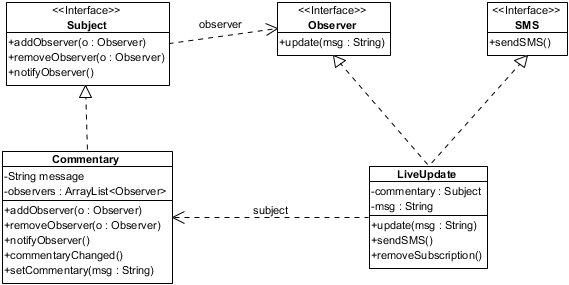 <<Interface>>
Subject
+addObserver(o : Observer)
+removeObserver(o : Observer)
+notifyObserver()
observer
<<Interface>>
Observer
+update(msg : String)
<<Interface>>
SMS
+sendSMS()
Commentary
-String message
-observers : ArrayList<Observer>
+addObserver(o : Observer)
+removeObserver(o : Observer)
+notifyObserver()
+commentaryChanged()
+setCommentary(msg : String)
subject
LiveUpdate
-commentary : Subject
-msg : String
+update(msg : String)
+sendSMS()
+removeSubscription()